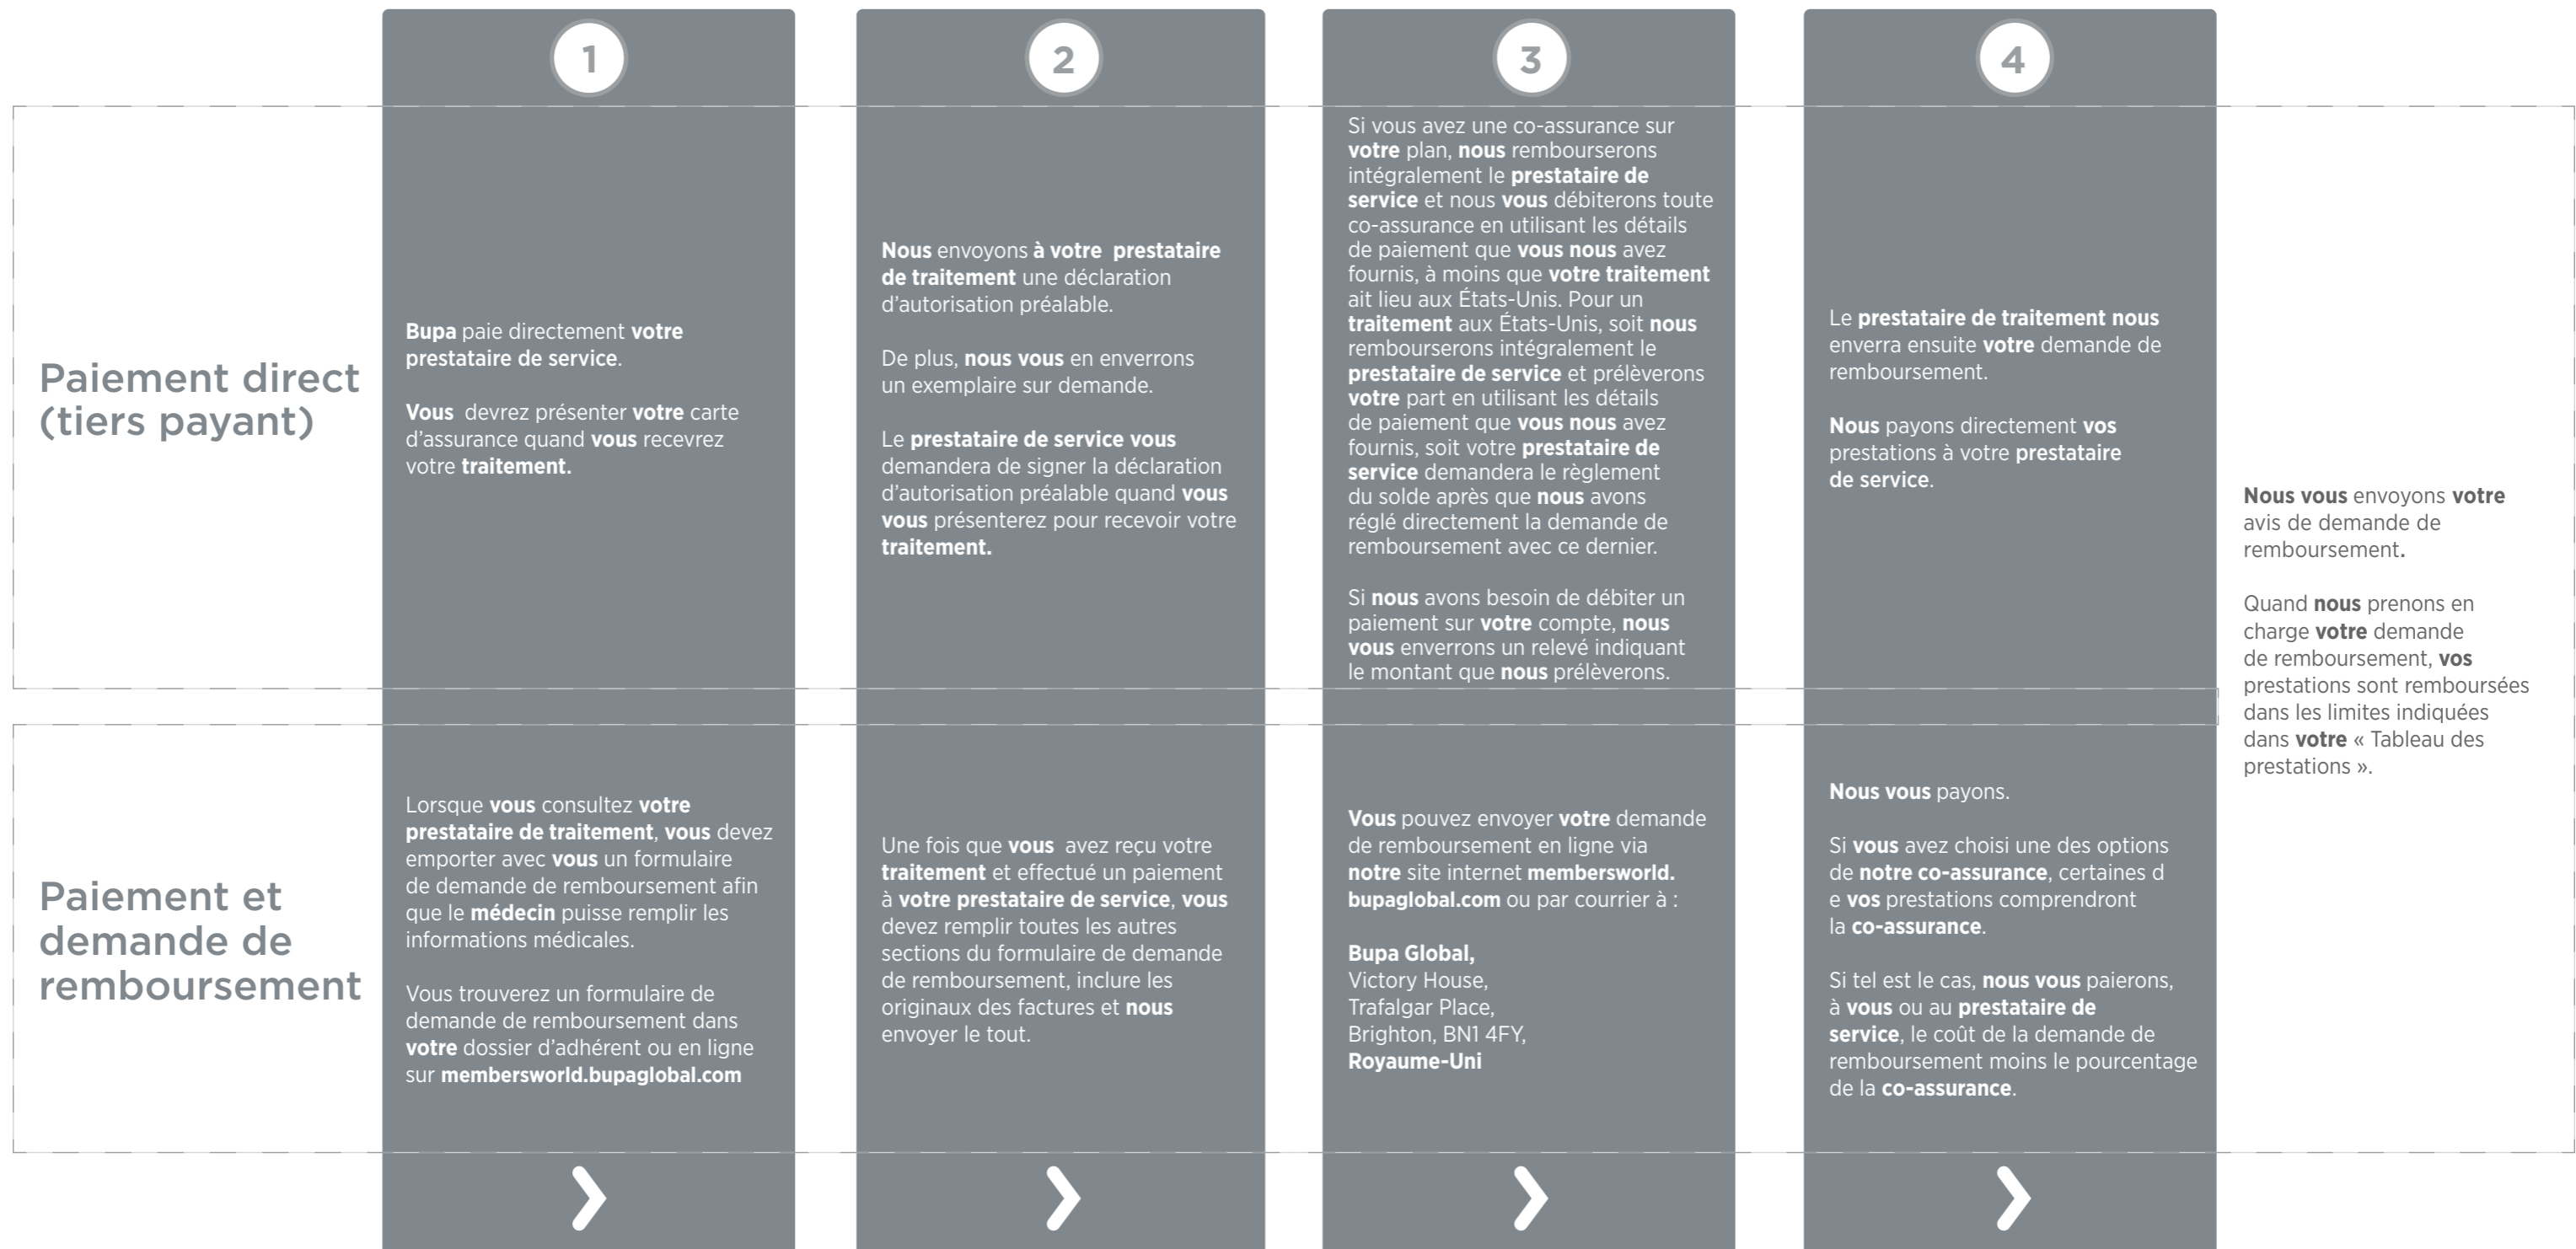 1
2
3
4
Paiement direct
(tiers payant)
Bupa paie directement votre
prestataire de service.
Vous devrez présenter votre carte
d'assurance quand vous recevrez
votre traitement.
Nous envoyons à votre prestataire
de traitement une déclaration
d'autorisation préalable.
De plus, nous vous en enverrons
un exemplaire sur demande.
Le prestataire de service vous
demandera de signer la déclaration
d'autorisation préalable quand vous
vous présenterez pour recevoir votre
traitement.
Si vous avez une co-assurance sur
votre plan, nous rembourserons
intégralement le prestataire de
service et nous vous débiterons toute
co-assurance en utilisant les détails
de paiement que vous nous avez
fournis, à moins que votre traitement
ait lieu aux États-Unis. Pour un
traitement aux États-Unis, soit nous
rembourserons intégralement le
prestataire de service et prélèverons
votre part en utilisant les détails
de paiement que vous nous avez
fournis, soit votre prestataire de
service demandera le règlement
du solde après que nous avons
réglé directement la demande de
remboursement avec ce dernier.
Si nous avons besoin de débiter un
paiement sur votre compte, nous
vous enverrons un relevé indiquant
le montant que nous prélèverons.
Le prestataire de traitement nous
enverra ensuite votre demande de
remboursement.
Nous payons directement vos
prestations à votre prestataire
de service.
Paiement et
demande de
remboursement
Lorsque vous consultez votre
prestataire de traitement, vous devez
emporter avec vous un formulaire
de demande de remboursement afin
que le médecin puisse remplir les
informations médicales.
Vous trouverez un formulaire de
demande de remboursement dans
votre dossier d'adhérent ou en ligne
sur membersworld.bupaglobal.com
Une fois que vous avez reçu votre
traitement et effectué un paiement
à votre prestataire de service, vous
devez remplir toutes les autres
sections du formulaire de demande
de remboursement, inclure les
originaux des factures et nous
envoyer le tout.
Vous pouvez envoyer votre demande
de remboursement en ligne via
notre site internet membersworld.
bupaglobal.com ou par courrier à :
Bupa Global,
Victory House,
Trafalgar Place,
Brighton, BN1 4FY,
Royaume-Uni
Nous vous payons.
Si vous avez choisi une des options
de notre co-assurance, certaines d
e vos prestations comprendront
la co-assurance.
Si tel est le cas, nous vous paierons,
à vous ou au prestataire de
service, le coût de la demande de
remboursement moins le pourcentage
de la co-assurance.
Nous vous envoyons votre
avis de demande de
remboursement.
Quand nous prenons en
charge votre demande
de remboursement, vos
prestations sont remboursées
dans les limites indiquées
dans votre « Tableau des
prestations ».